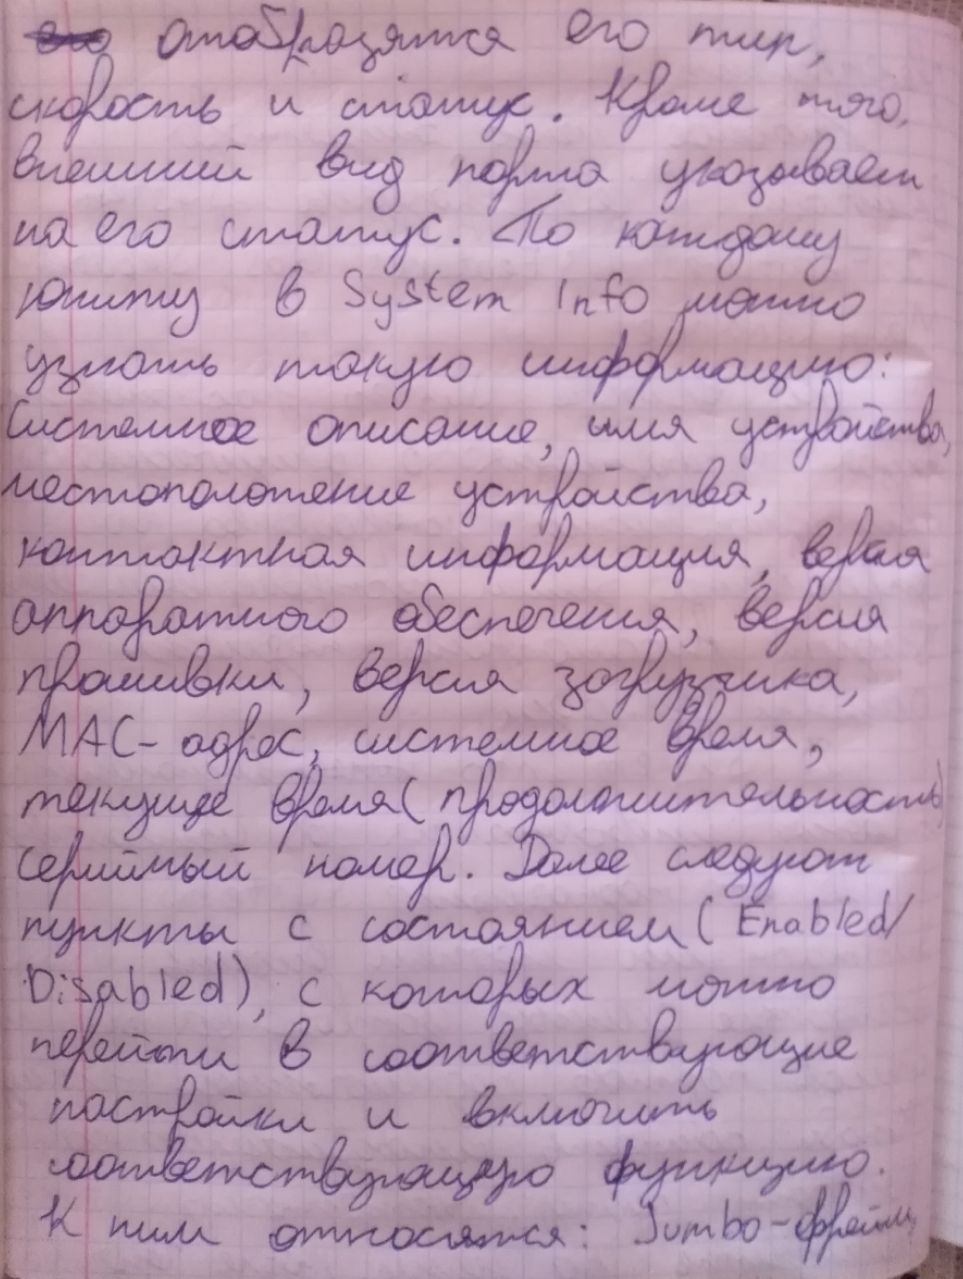 отобразятся его тип,
скорость и статус. Кроме того,
внешний вид порта указывает
на его статус. По каждому
юниту в System Info можно
узнать такую информацию:
Системное описание, имя устройства,
местоположение устройства,
контактная информация, версия
аппаратного обеспечения, версия
прошивки, версия загрузчика,
МАС-адрес, системное время,
текущее время (продолжительность)
серийный номер. Далее следуют
пункты с состоянием (Enabled/
Disabled), с которых можно
перейти в соответствующие
настройки и включить
соответствующую функцию.
К ним относятся: Jumbo-фреймы,